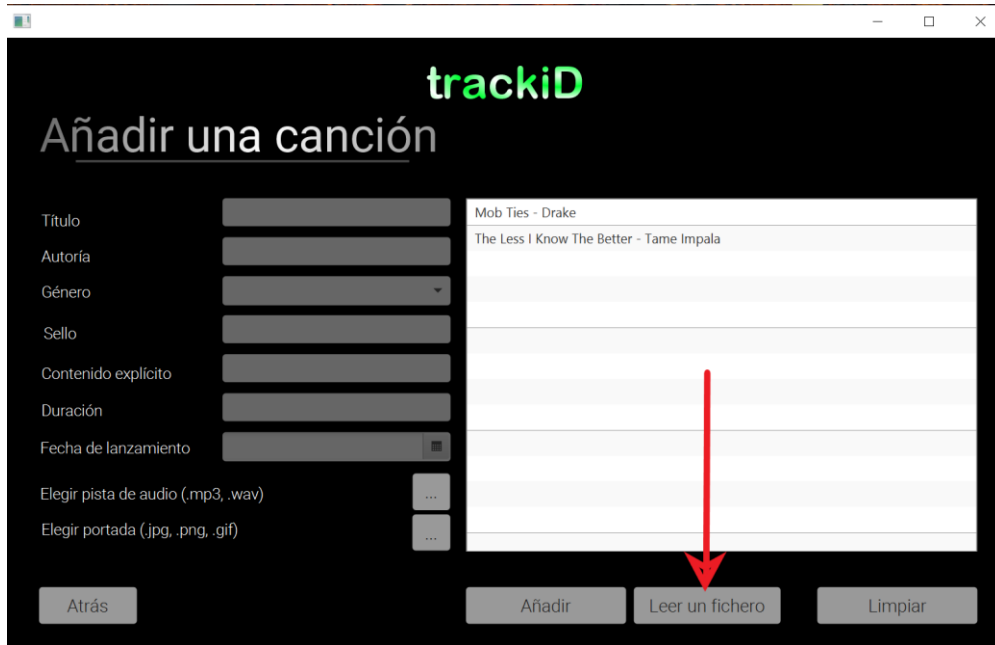 trackiD
Añadir una canción
Título
Autoría
Género
Sello
Contenido explícito
Duración
Fecha de lanzamiento
Elegir pista de audio (.mp3, .wav)
...
Elegir portada (.jpg, .png, .gif)
...
Mob Ties - Drake
The Less I Know The Better - Tame Impala
Atrás
Añadir
Leer un fichero
Limpiar